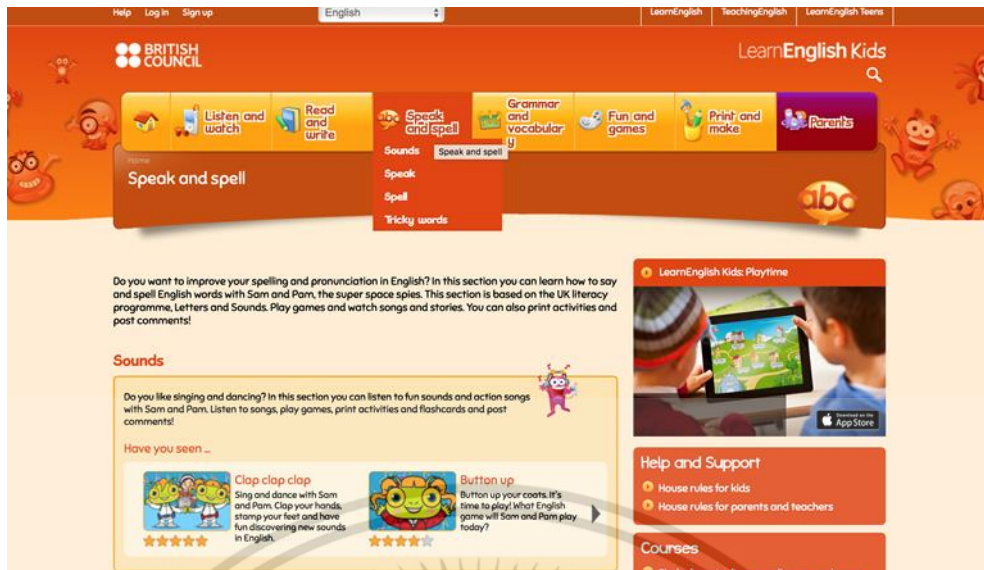 Help Log in Sign up English LearnEnglish TeachingEnglish LearnEnglish Teens
BRITISH
COUNCIL
LearnEnglish Kids
Listen and
watch
Read
and
write
Speak
and spell
Grammar
and
vocabular
y
Fun and
games
Print and
make
Parents
Sounds
Speak and spell
Speak
Spell
Tricky words
Home
Speak and spell
abc
Do you want to improve your spelling and pronunciation in English? In this section you can learn how to say
and spell English words with Sam and Pam, the super space spies. This section is based on the UK literacy
programme, Letters and Sounds. Play games and watch songs and stories. You can also print activities and
post comments!
Sounds
Do you like singing and dancing? In this section you can listen to fun sounds and action songs
with Sam and Pam. Listen to songs, play games, print activities and flashcards and post
comments!
Have you seen ...
Clap clap clap
Sing and dance with Sam
and Pam. Clap your hands,
stamp your feet and have
fun discovering new sounds
in English.
Button up
Button up your coats. It's
time to play! What English
game will Sam and Pam play
today?
LearnEnglish Kids: Playtime
Download on the
App Store
Help and Support
House rules for kids
House rules for parents and teachers
Courses